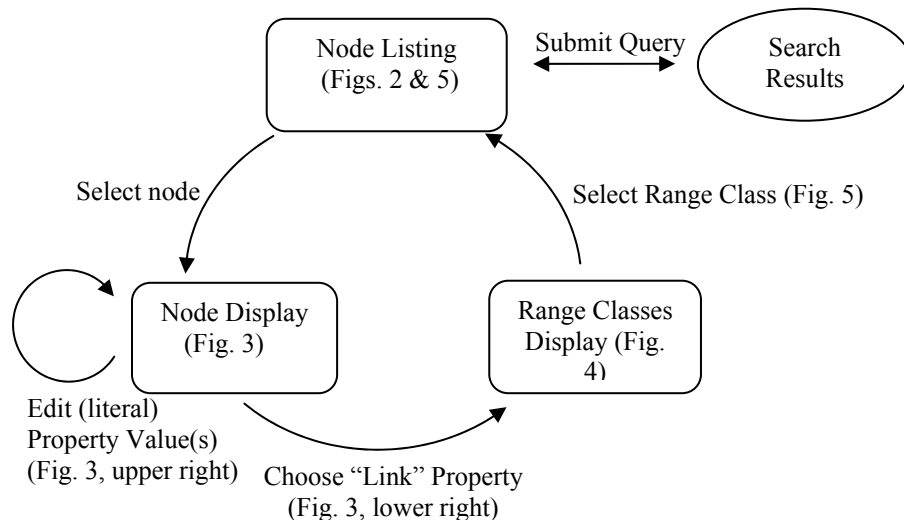 Node Listing
(Figs. 2 & 5)
Submit Query
Search
Results
Select node
Select Range Class (Fig. 5)
Node Display
(Fig. 3)
Range Classes
Display (Fig.
4)
Edit (literal)
Property Value(s)
(Fig. 3, upper right)
Choose “Link” Property
(Fig. 3, lower right)